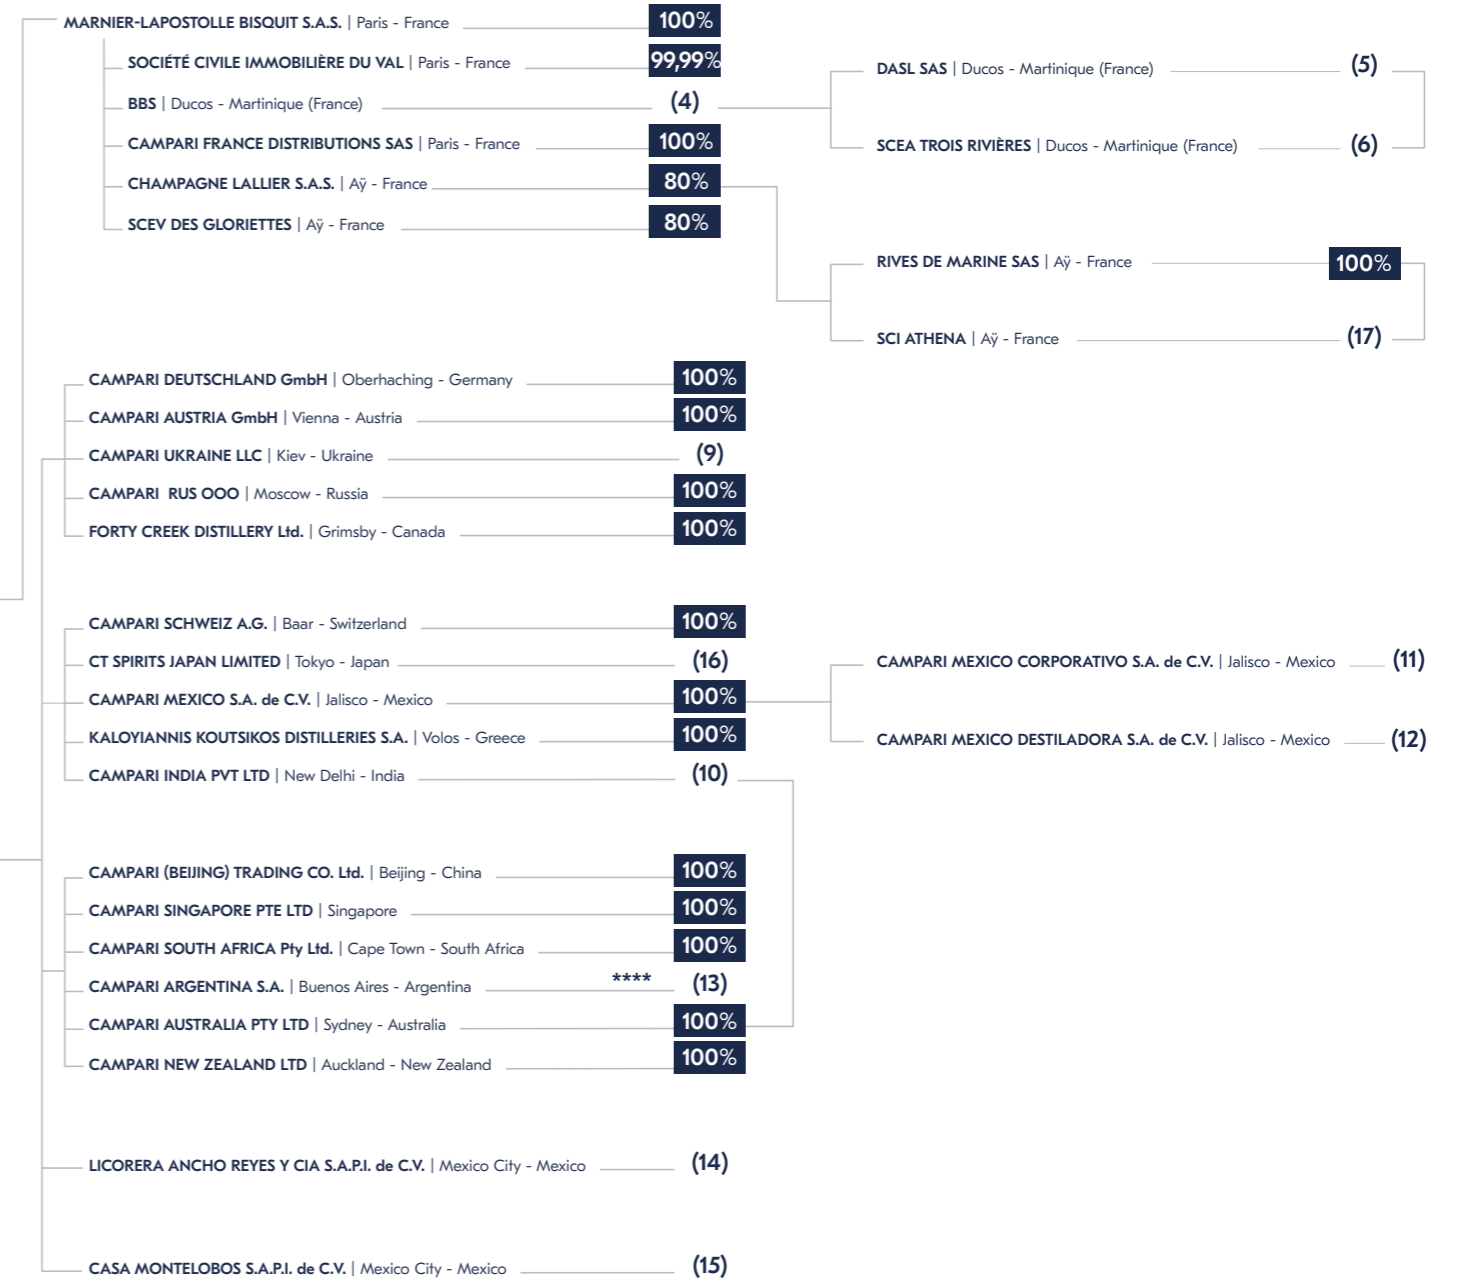 MARNIER-LAPOSTOLLE BISQUIT S.A.S. | Paris - France 100%
SOCIÉTÉ CIVILE IMMOBILIÈRE DU VAL | Paris - France 99,99%
BBS | Ducos - Martinique (France) (4)
CAMPARI FRANCE DISTRIBUTIONS SAS | Paris - France 100%
CHAMPAGNE LALLIER S.A.S. | Aÿ - France 80%
SCEV DES GLORIETTES | Aÿ - France 80%
DASL SAS | Ducos - Martinique (France) (5)
SCEA TROIS RIVIÈRES | Ducos - Martinique (France) (6)
RIVES DE MARINE SAS | Aÿ - France 100%
SCI ATHENA | Aÿ - France (17)
CAMPARI DEUTSCHLAND GmbH | Oberhaching - Germany 100%
CAMPARI AUSTRIA GmbH | Vienna - Austria 100%
CAMPARI UKRAINE LLC | Kiev - Ukraine (9)
CAMPARI RUS OOO | Moscow - Russia 100%
FORTY CREEK DISTILLERY Ltd. | Grimsby - Canada 100%
CAMPARI SCHWEIZ A.G. | Baar - Switzerland 100%
CT SPIRITS JAPAN LIMITED | Tokyo - Japan (16)
CAMPARI MEXICO S.A. de C.V. | Jalisco - Mexico 100%
KALOYIANNIS KOUTSIKOS DISTILLERIES S.A. | Volos - Greece 100%
CAMPARI INDIA PVT LTD | New Delhi - India (10)
CAMPARI MEXICO CORPORATIVO S.A. de C.V. | Jalisco - Mexico (11)
CAMPARI MEXICO DESTILADORA S.A. de C.V. | Jalisco - Mexico (12)
CAMPARI (BEIJING) TRADING CO. Ltd. | Beijing - China 100%
CAMPARI SINGAPORE PTE LTD | Singapore 100%
CAMPARI SOUTH AFRICA Pty Ltd. | Cape Town - South Africa 100%
CAMPARI ARGENTINA S.A. | Buenos Aires - Argentina **** (13)
CAMPARI AUSTRALIA PTY LTD | Sydney - Australia 100%
CAMPARI NEW ZEALAND LTD | Auckland - New Zealand 100%
LICORERA ANCHO REYES Y CIA S.A.P.I. de C.V. | Mexico City - Mexico (14)
CASA MONTELOBOS S.A.P.I. de C.V. | Mexico City - Mexico (15)